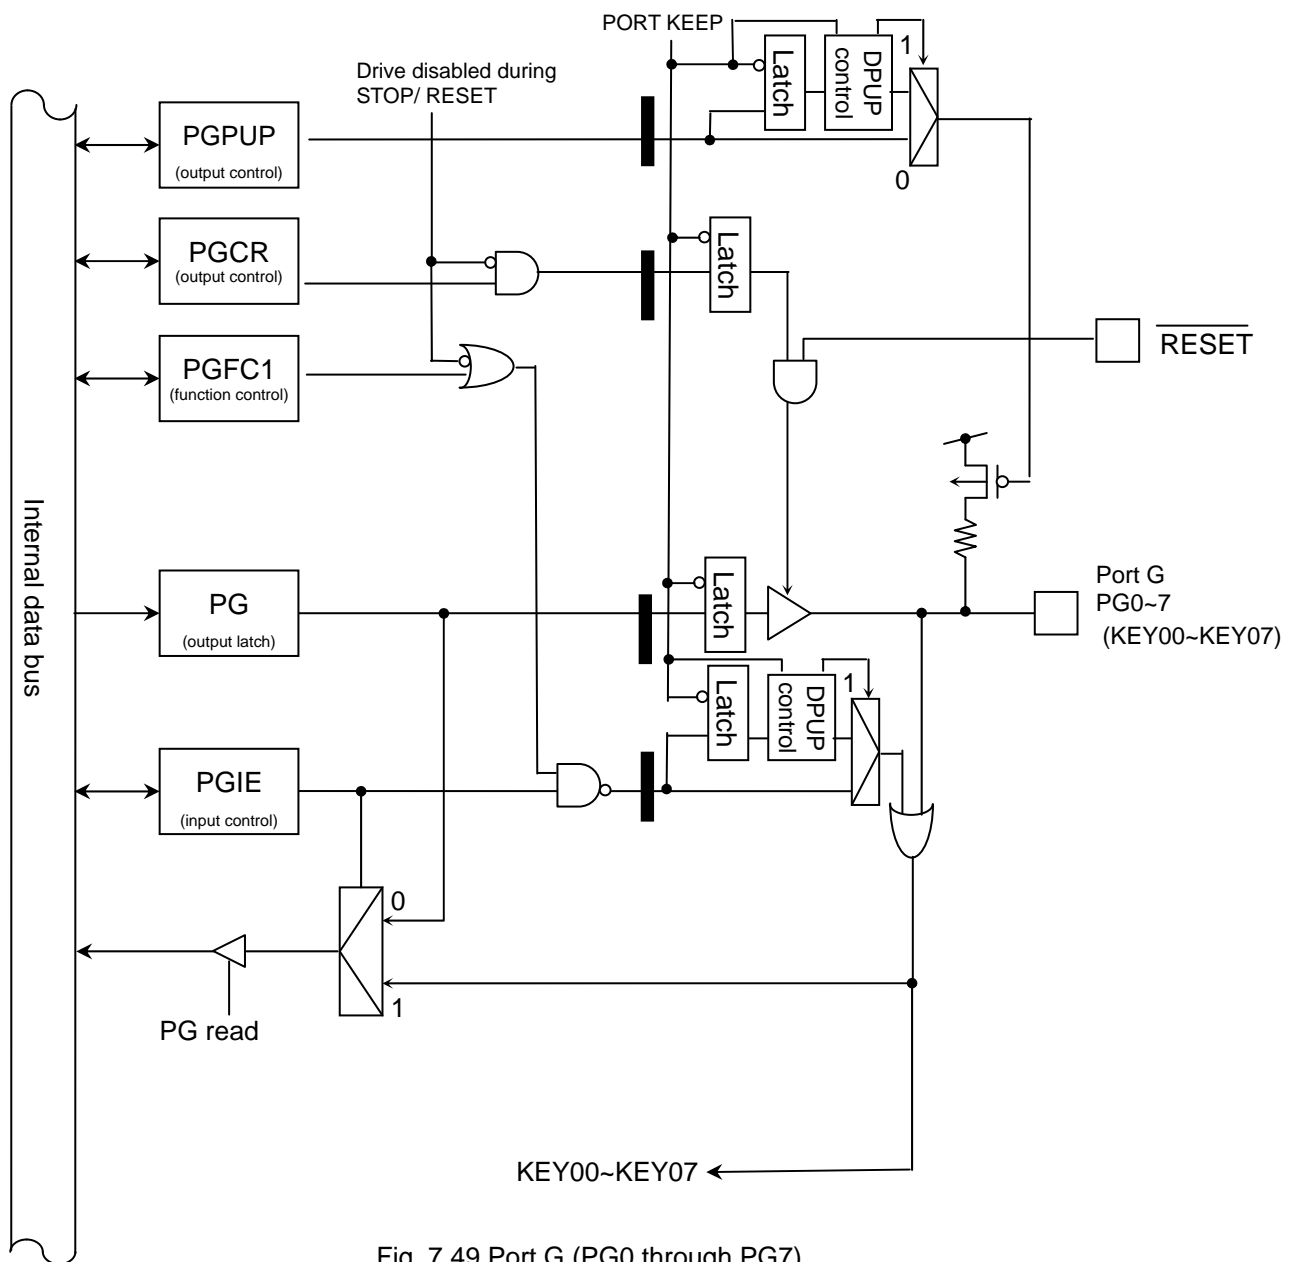 PORT KEEP
Drive disabled during
STOP/ RESET
Latch
DPUP
control
1
0
PGPUP
(output control)
PGCR
(output control)
Latch
PGFC1
(function control)
RESET
Internal data bus
PG
(output latch)
Latch
Port G
PG0~7
(KEY00~KEY07)
Latch
DPUP
control
1
PGIE
(input control)
0
1
PG read
KEY00~KEY07
Fig. 7.49 Port G (PG0 through PG7)